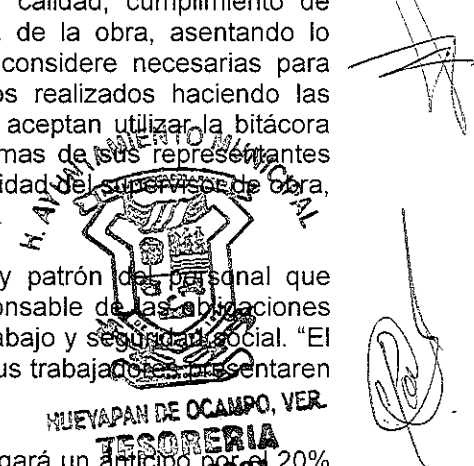 calidad, cumplimiento de
de la obra, asentando lo
considere necesarias para
os realizados haciendo las
aceptan utilizar la bitácora
mas de sus representantes
idad del supervisor de obra,
H. AYUNTAMIENTO MUNICIPAL
y patrón del personal que
onsable de las obligaciones
abajo y seguridad social. "El
us trabajadores presentaren
HUEYAPAN DE OCAMPO, VER.
TESORERIA
gará un anticipo por el 20%